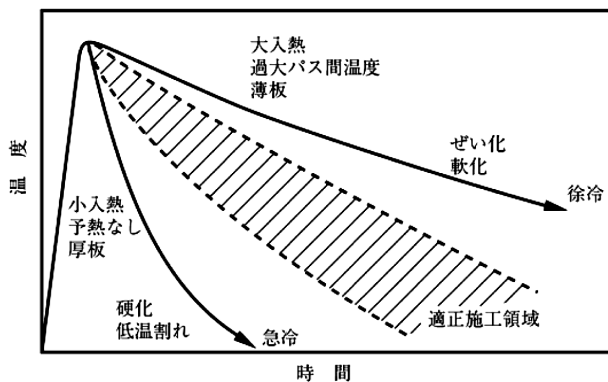 大入熱
過大パス間温度
薄板
ぜい化
軟化
徐冷
温度
小入熱
予熱なし
厚板
硬化
低温割れ
急冷
適正施工領域
時間